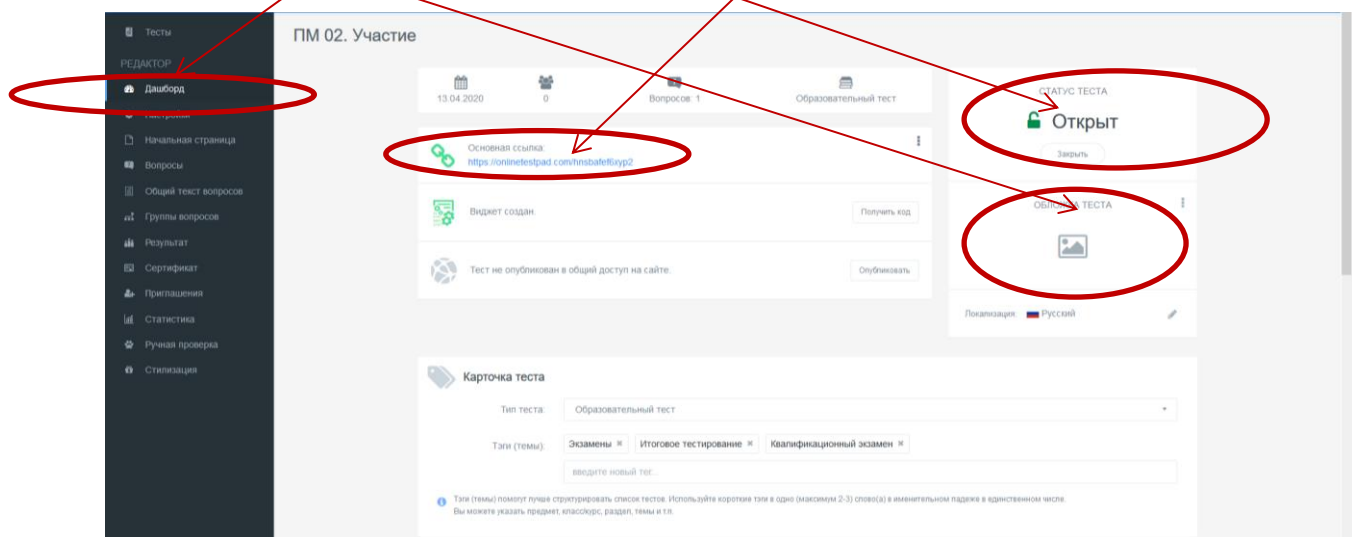 Тесты
ПМ 02. Участие
РЕДАКТОР
Дашборд
Настройки
Начальная страница
Вопросы
Общий текст вопросов
Группы вопросов
Результат
Сертификат
Приглашения
Статистика
Ручная проверка
Стилизация
13.04.2020
0
Вопросов: 1
Образовательный тест
Основная ссылка:
https://onlinetestpad.com/hnsbafef6xyp2
Виджет создан.
Получить код
Тест не опубликован в общий доступ на сайте.
Опубликовать
СТАТУС ТЕСТА
Открыт
Закрыть
ОБЛОЖКА ТЕСТА
Локализация: Русский
Карточка теста
Тип теста: Образовательный тест
Тэги (темы): Экзамены × Итоговое тестирование × Квалификационный экзамен ×
введите новый тег...
Тэги (темы) помогут лучше структурировать список тестов. Используйте короткие тэги в одно (максимум 2-3) слово(а) в именительном падеже в единственном числе.
Вы можете указать предмет, класс/курс, раздел, темы и т.п.